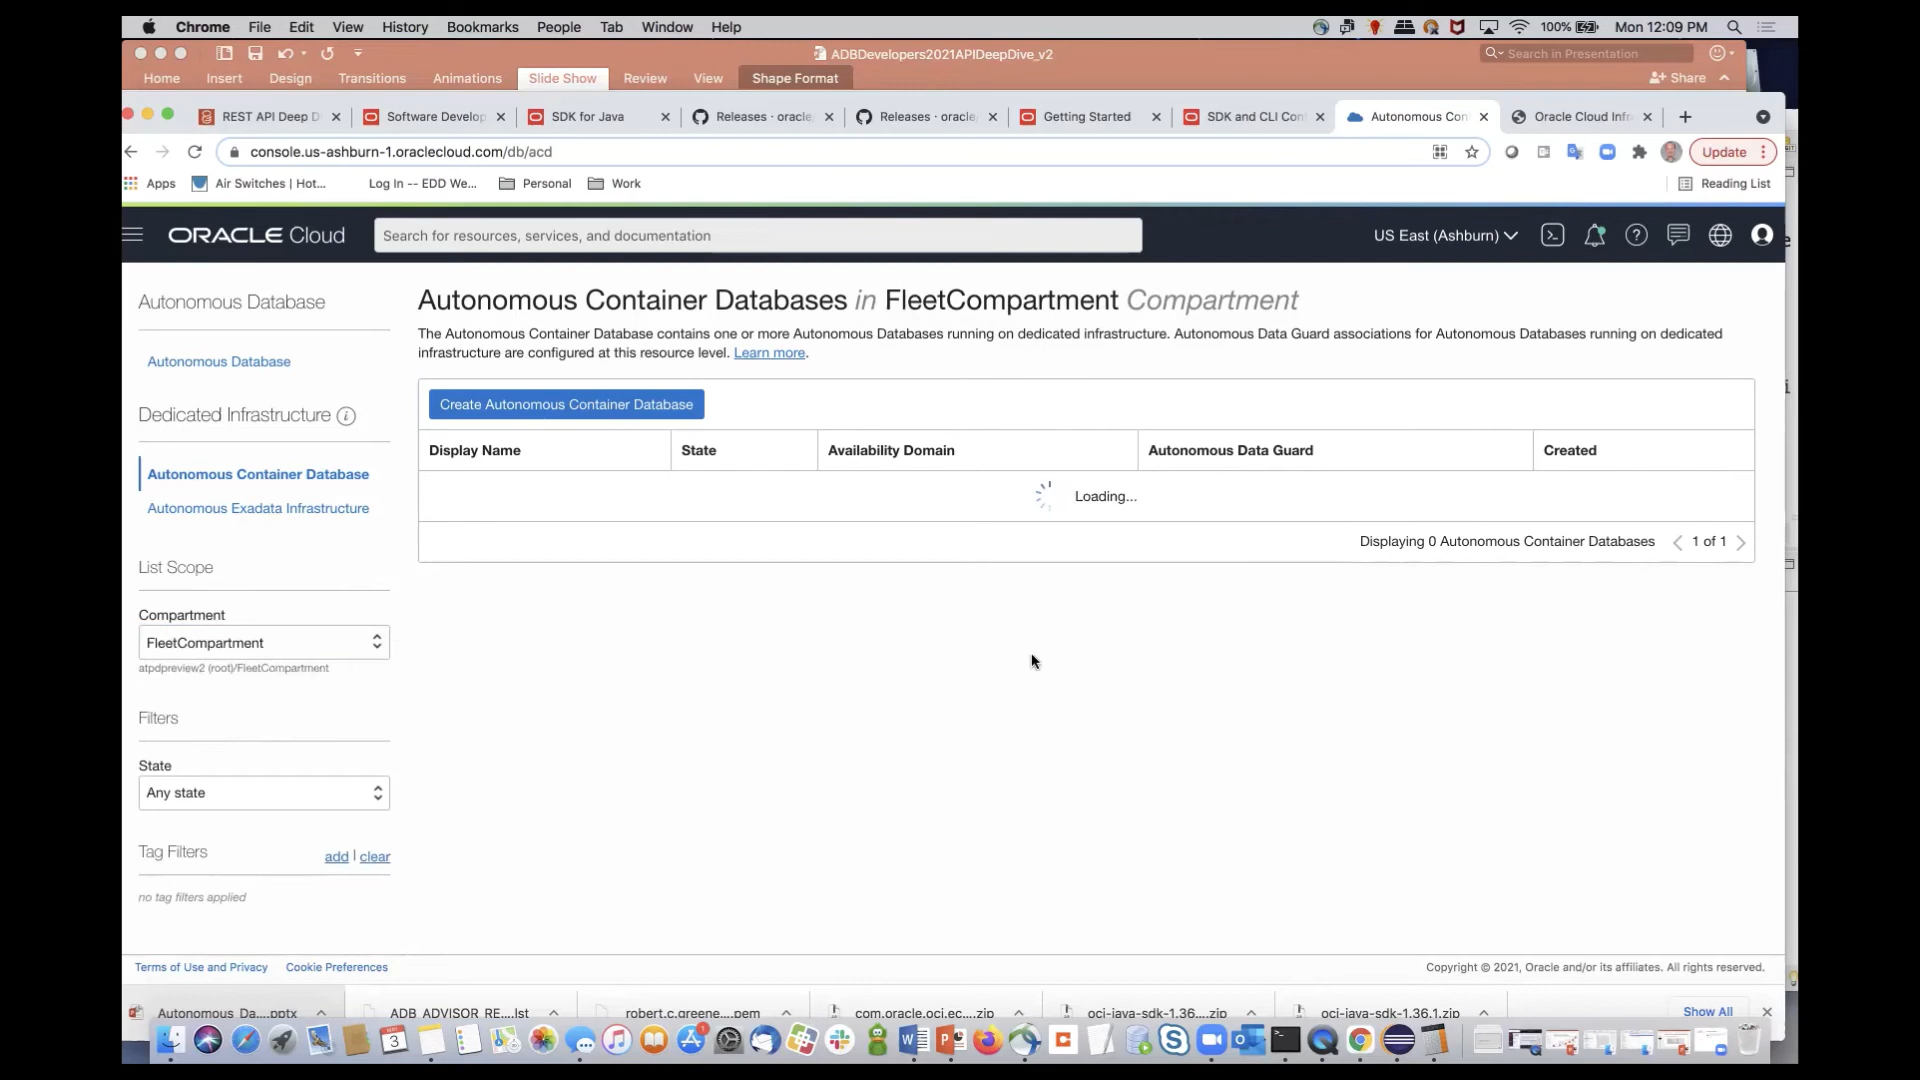 Chrome File Edit View History Bookmarks People Tab Window Help 100% Mon 12:09 PM
ADBDevelopers2021APIDeepDive_v2 Search in Presentation
Home Insert Design Transitions Animations Slide Show Review View Shape Format Share
REST API Deep D Software Develop SDK for Java Releases · oracle, Releases · oracle, Getting Started SDK and CLI Con Autonomous Con Oracle Cloud Infr
console.us-ashburn-1.oraclecloud.com/db/acd Update
Apps Air Switches | Hot... Log In -- EDD We... Personal Work Reading List
ORACLE Cloud Search for resources, services, and documentation US East (Ashburn)
Autonomous Database
Autonomous Database
Dedicated Infrastructure
Autonomous Container Database
Autonomous Exadata Infrastructure
List Scope
Compartment
FleetCompartment
atpdpreview2 (root)/FleetCompartment
Filters
State
Any state
Tag Filters add | clear
no tag filters applied
Autonomous Container Databases in FleetCompartment Compartment
The Autonomous Container Database contains one or more Autonomous Databases running on dedicated infrastructure. Autonomous Data Guard associations for Autonomous Databases running on dedicated
infrastructure are configured at this resource level. Learn more.
Create Autonomous Container Database
Display Name State Availability Domain Autonomous Data Guard Created
Loading...
Displaying 0 Autonomous Container Databases 1 of 1
Terms of Use and Privacy Cookie Preferences Copyright © 2021, Oracle and/or its affiliates. All rights reserved.
Autonomous_Da....pptx ADB_ADVISOR_RE....lst robert.c.greene....pem com.oracle.oci.ec....zip oci-java-sdk-1.36....zip oci-java-sdk-1.36.1.zip Show All